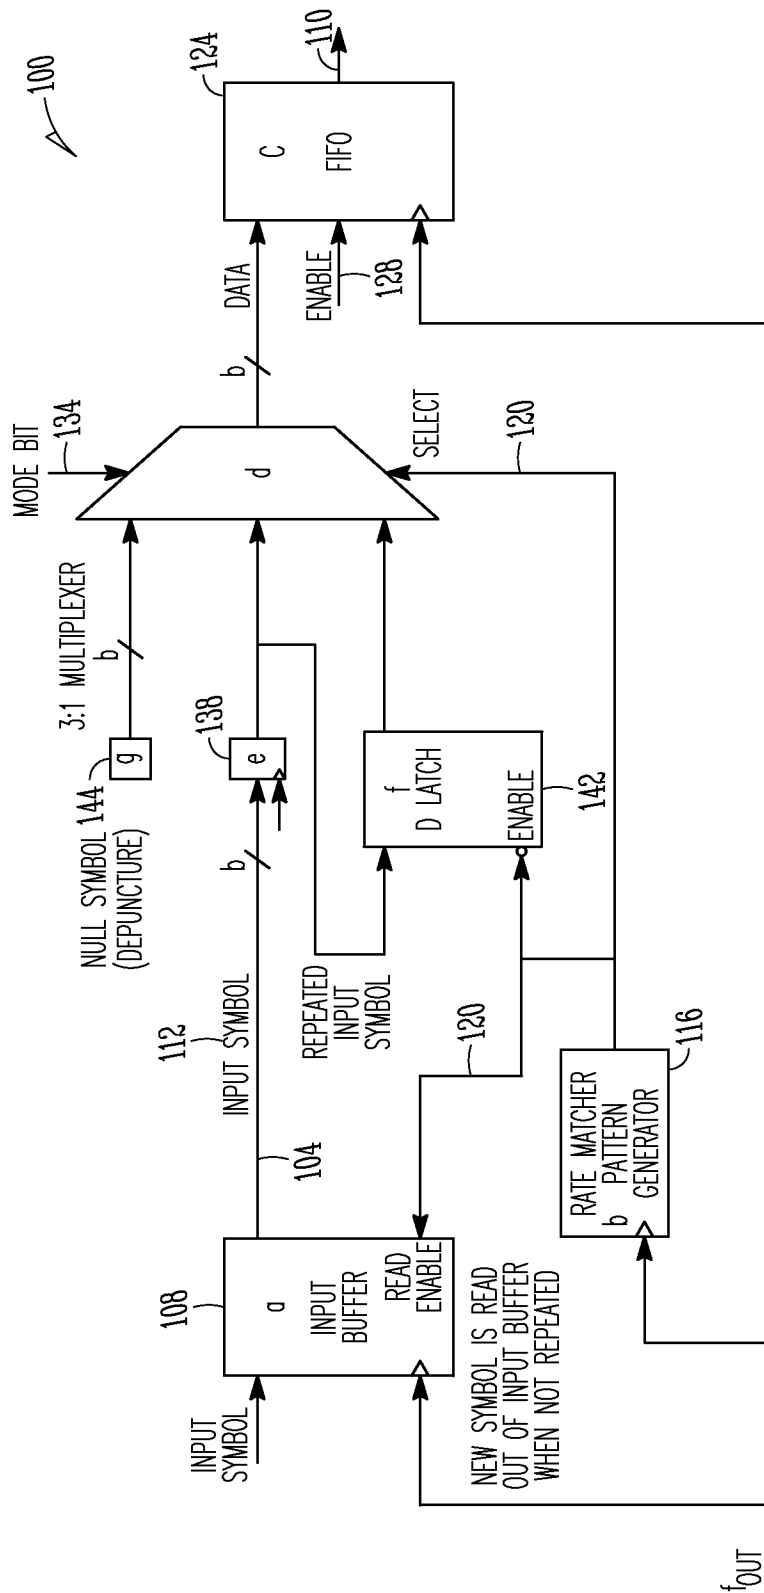 100
INPUT
SYMBOL
108
a
INPUT
BUFFER
READ
ENABLE
NEW SYMBOL IS READ
OUT OF INPUT BUFFER
WHEN NOT REPEATED
104
112
INPUT SYMBOL
b
NULL SYMBOL
(DEPUNCTURE)
144
g
b
3:1 MULTIPLEXER
138
e
REPEATED
INPUT
SYMBOL
f
D LATCH
ENABLE
142
120
RATE MATCHER
PATTERN
b
GENERATOR
116
MODE BIT
134
d
SELECT
120
b
DATA
ENABLE
128
124
C
FIFO
110
fOUT